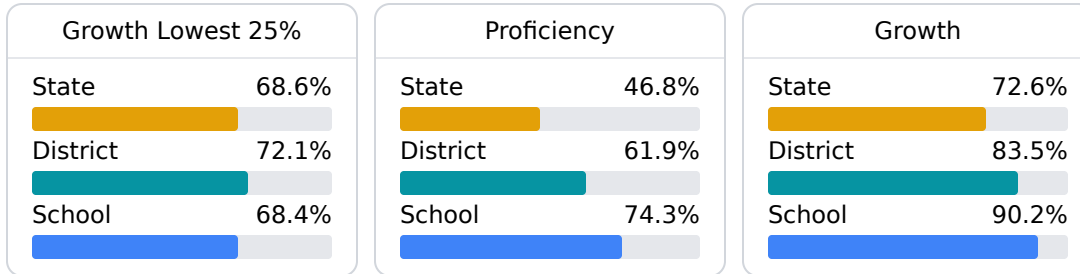 Growth Lowest 25%
State 68.6%
District 72.1%
School 68.4%
Proficiency
State 46.8%
District 61.9%
School 74.3%
Growth
State 72.6%
District 83.5%
School 90.2%